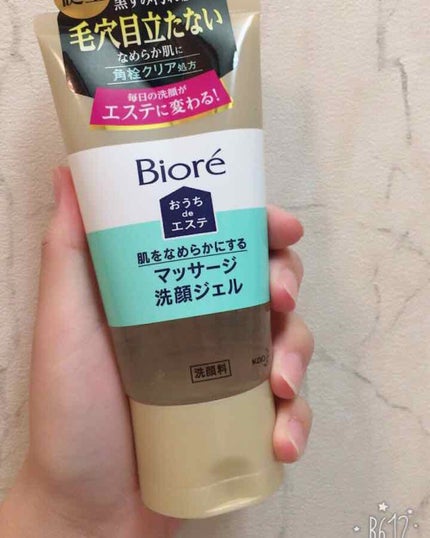 毛穴目立たない
なめらか肌に
角栓クリア処方
毎日の洗顔が
エステに変わる!
Bioré
おうち
de
エステ
肌をなめらかにする
マッサージ
洗顔ジェル
洗顔料
B612